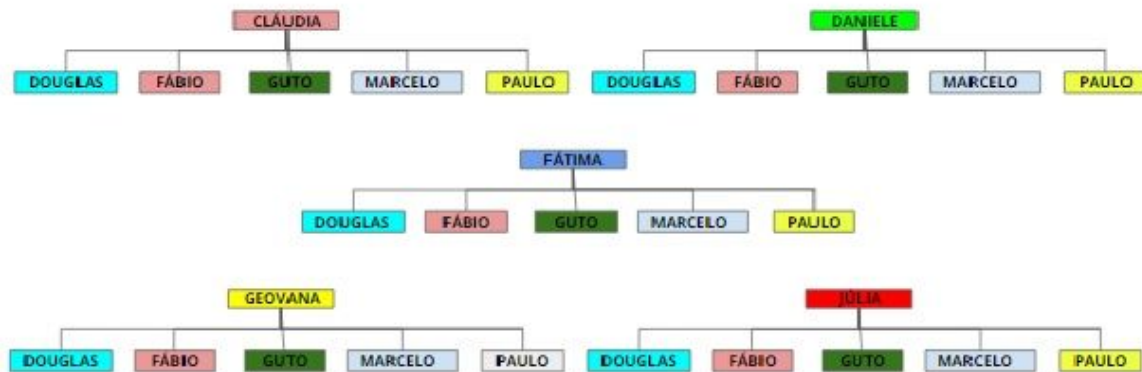 CLÁUDIA DANIELE
DOUGLAS FÁBIO GUTO MARCELO PAULO DOUGLAS FÁBIO GUTO MARCELO PAULO
FÁTIMA
DOUGLAS FÁBIO GUTO MARCELO PAULO
GEOVANA JÚLIA
DOUGLAS FÁBIO GUTO MARCELO PAULO DOUGLAS FÁBIO GUTO MARCELO PAULO